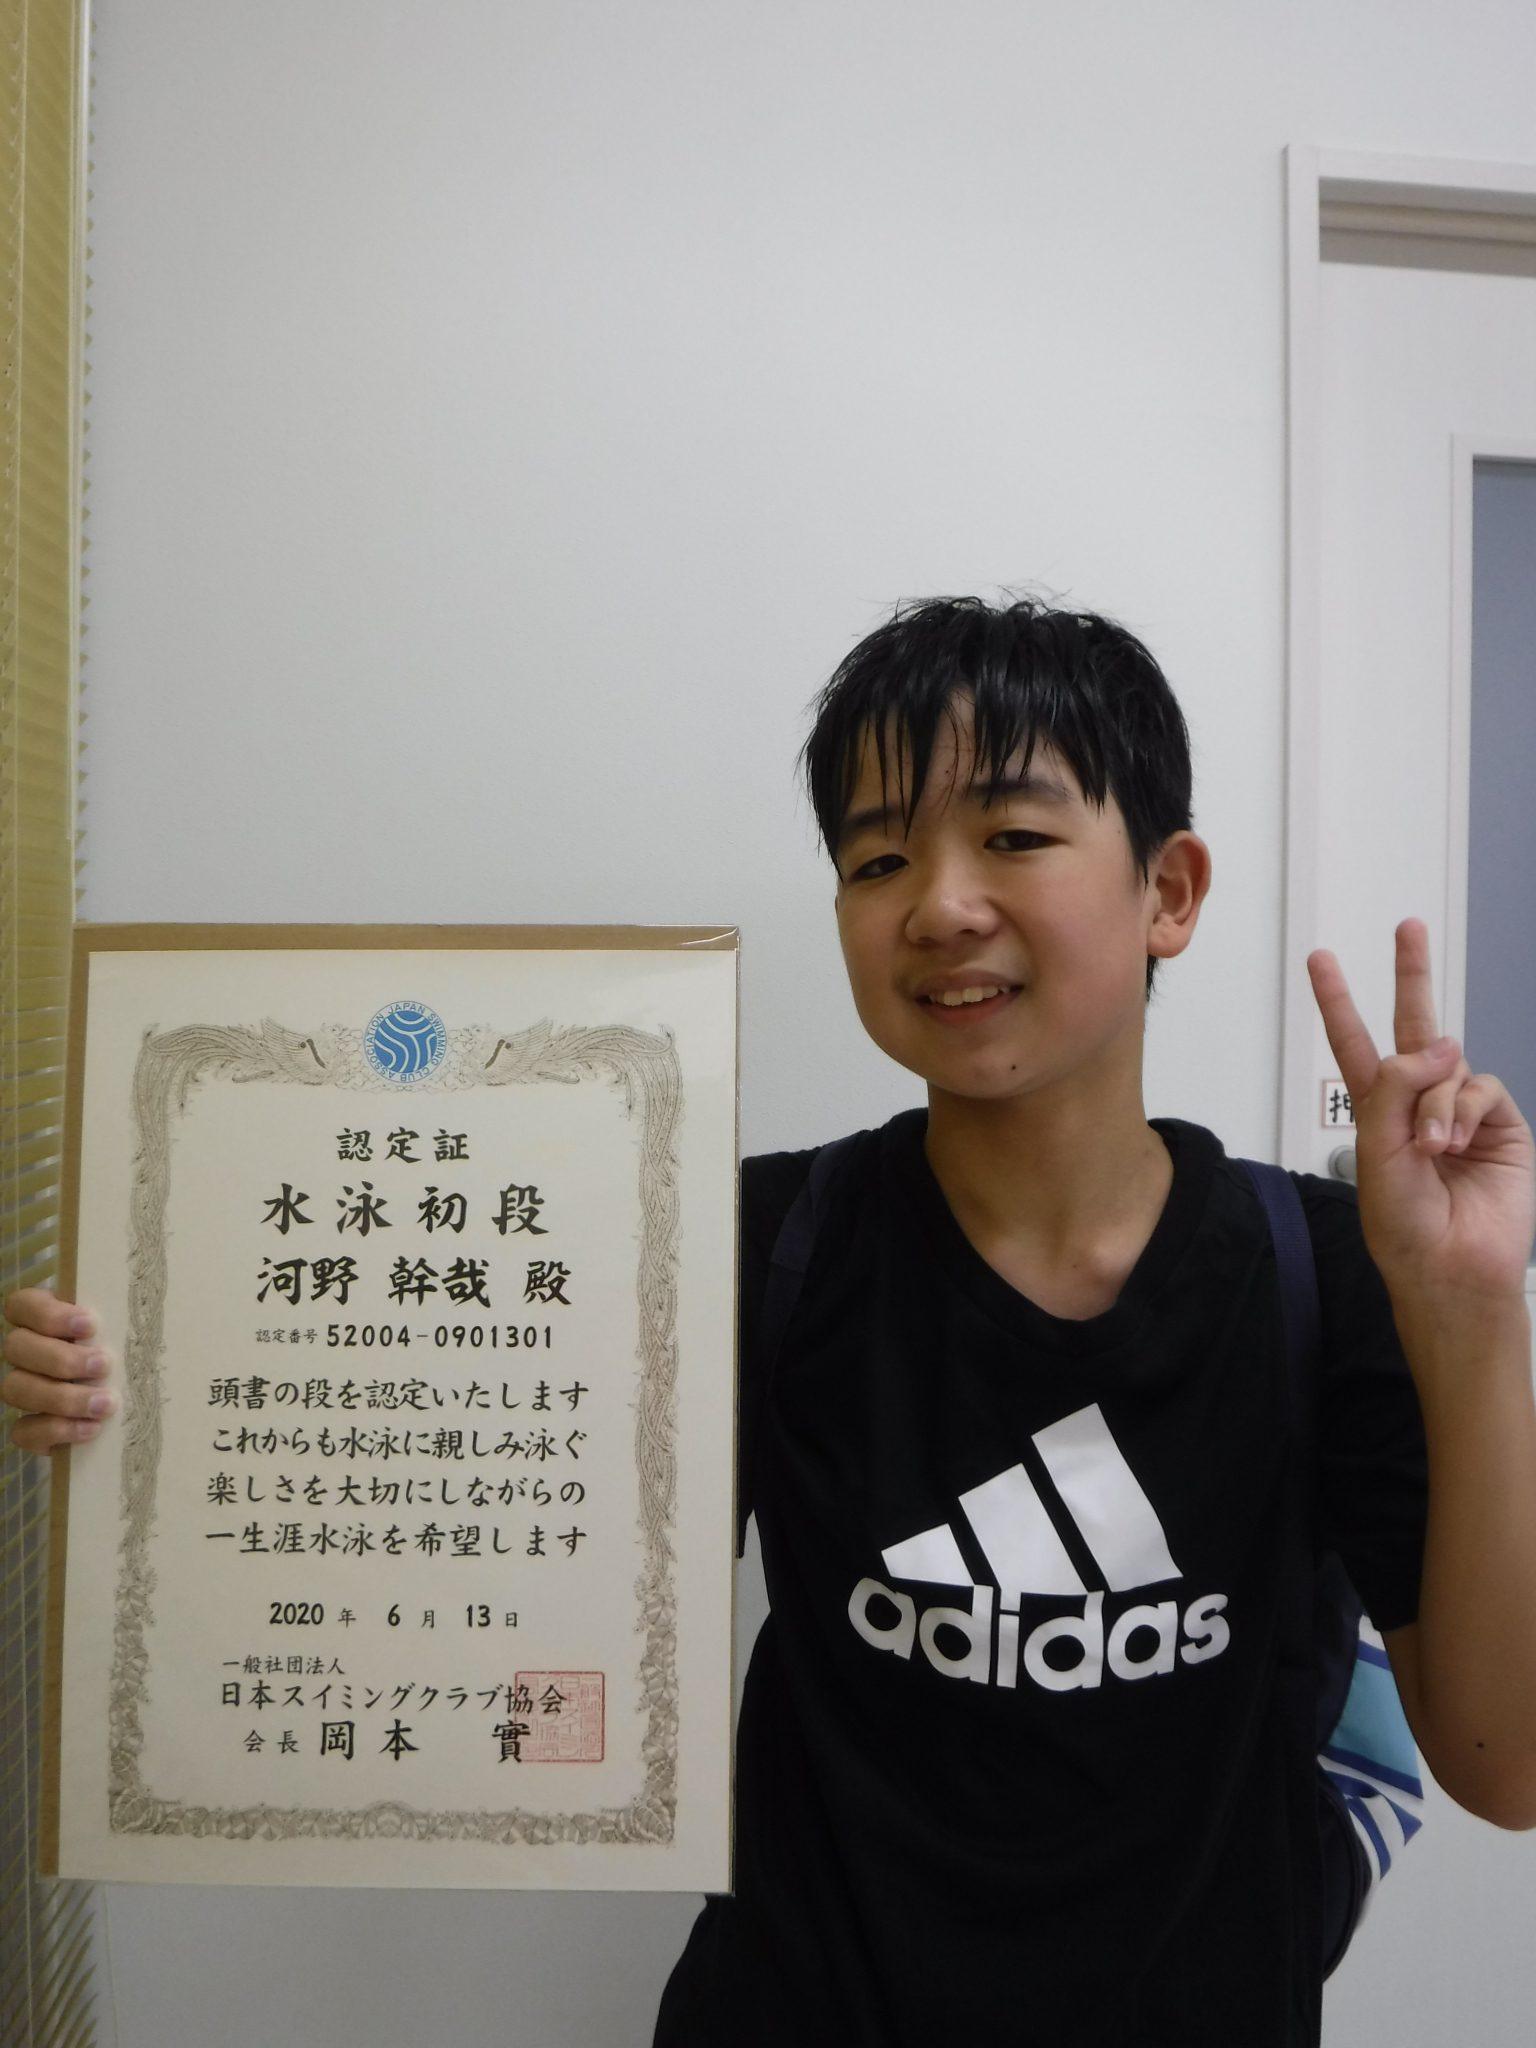 ASSOCIATION JAPAN SWIMMING CLUB
認定証
水泳初段
河野 幹哉 殿
認定番号 52004-0901301
頭書の段を認定いたします
これからも水泳に親しみ泳ぐ
楽しさを大切にしながらの
一生涯水泳を希望します
2020 年 6 月 13 日
一般社団法人
日本スイミングクラブ協会
会長 岡本 實
押
adidas